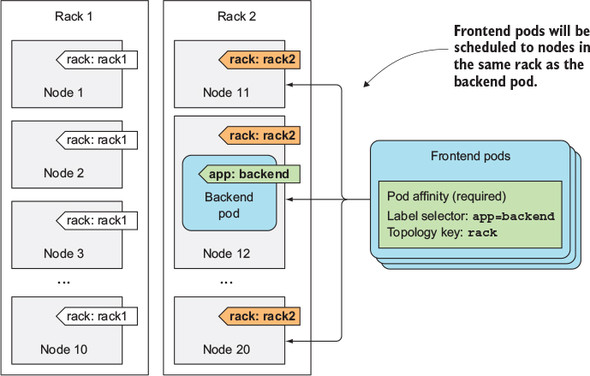 Rack 1
rack: rack1
Node 1
rack: rack1
Node 2
rack: rack1
Node 3
...
rack: rack1
Node 10
Rack 2
rack: rack2
Node 11
rack: rack2
app: backend
Backend
pod
Node 12
...
rack: rack2
Node 20
Frontend pods will be
scheduled to nodes in
the same rack as the
backend pod.
Frontend pods
Pod affinity (required)
Label selector: app=backend
Topology key: rack